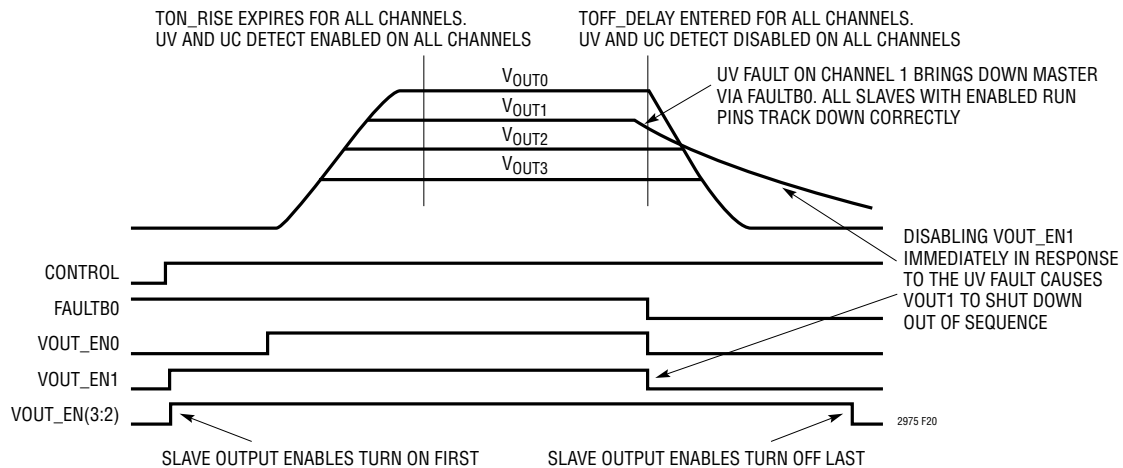 TON_RISE EXPIRES FOR ALL CHANNELS.
UV AND UC DETECT ENABLED ON ALL CHANNELS
TOFF_DELAY ENTERED FOR ALL CHANNELS.
UV AND UC DETECT DISABLED ON ALL CHANNELS
UV FAULT ON CHANNEL 1 BRINGS DOWN MASTER
VIA FAULTB0. ALL SLAVES WITH ENABLED RUN
PINS TRACK DOWN CORRECTLY
VOUT0
VOUT1
VOUT2
VOUT3
DISABLING VOUT_EN1
IMMEDIATELY IN RESPONSE
TO THE UV FAULT CAUSES
VOUT1 TO SHUT DOWN
OUT OF SEQUENCE
CONTROL
FAULTB0
VOUT_EN0
VOUT_EN1
VOUT_EN(3:2)
2975 F20
SLAVE OUTPUT ENABLES TURN ON FIRST
SLAVE OUTPUT ENABLES TURN OFF LAST